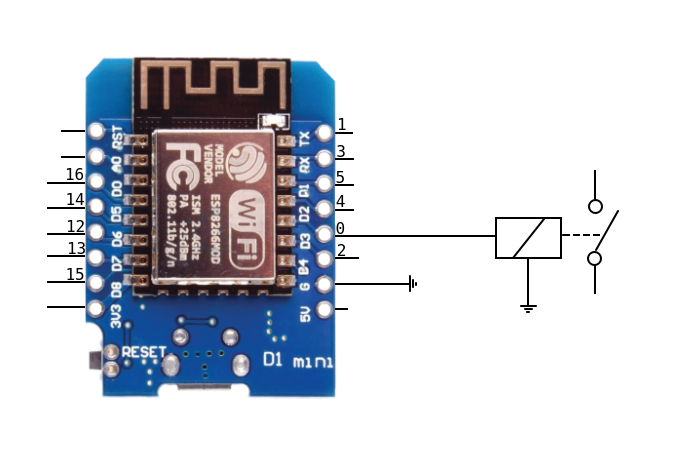 1
3
5
4
0
2
16
14
12
13
15
RST
A0
D0
D5
D6
D7
D8
3V3
TX
RX
D1
D2
D3
D4
G
5V
MODEL
VENDOR
ESP8266MOD
ISM 2.4GHz
PA +25dBm
802.11b/g/n
FC
WiFi
RESET
D1 mini